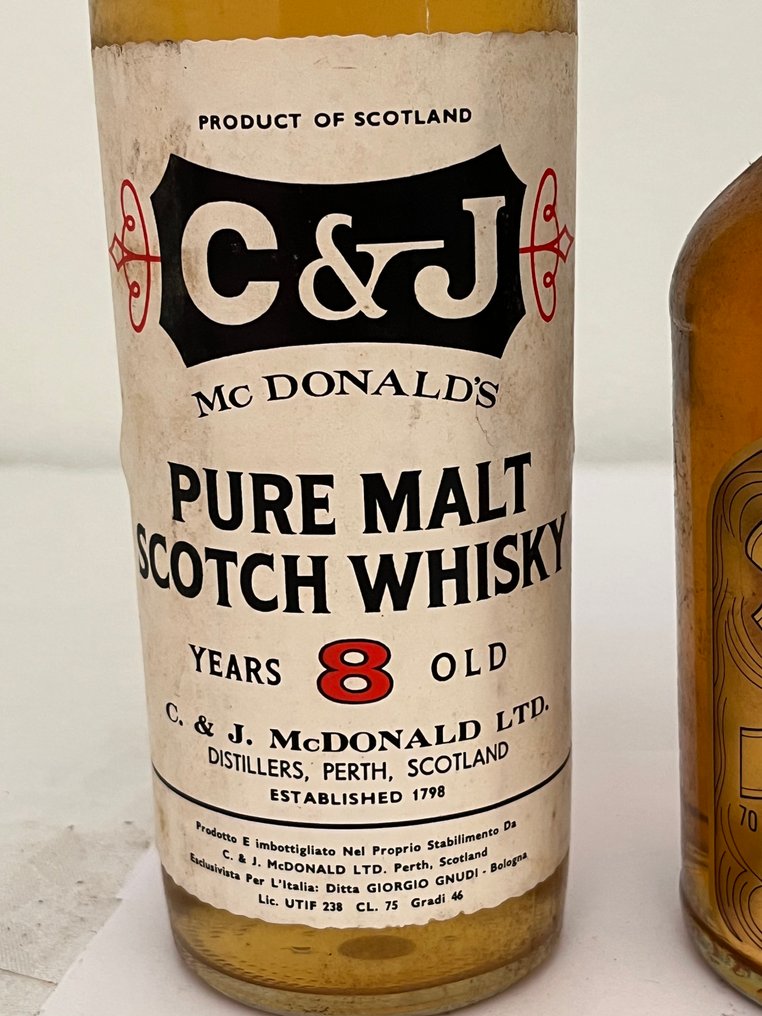 PRODUCT OF SCOTLAND
C&J
Mc DONALD'S
PURE MALT
SCOTCH WHISKY
YEARS 8 OLD
C. & J. McDONALD LTD.
DISTILLERS, PERTH, SCOTLAND
ESTABLISHED 1798
Prodotto E imbottigliato Nel Proprio Stabilimento Da
C. & J. McDONALD LTD. Perth, Scotland
Esclusivista Per L'Italia: Ditta GIORGIO GNUDI - Bologna
Lic. UTIF 238 CL. 75 Gradi 46
70